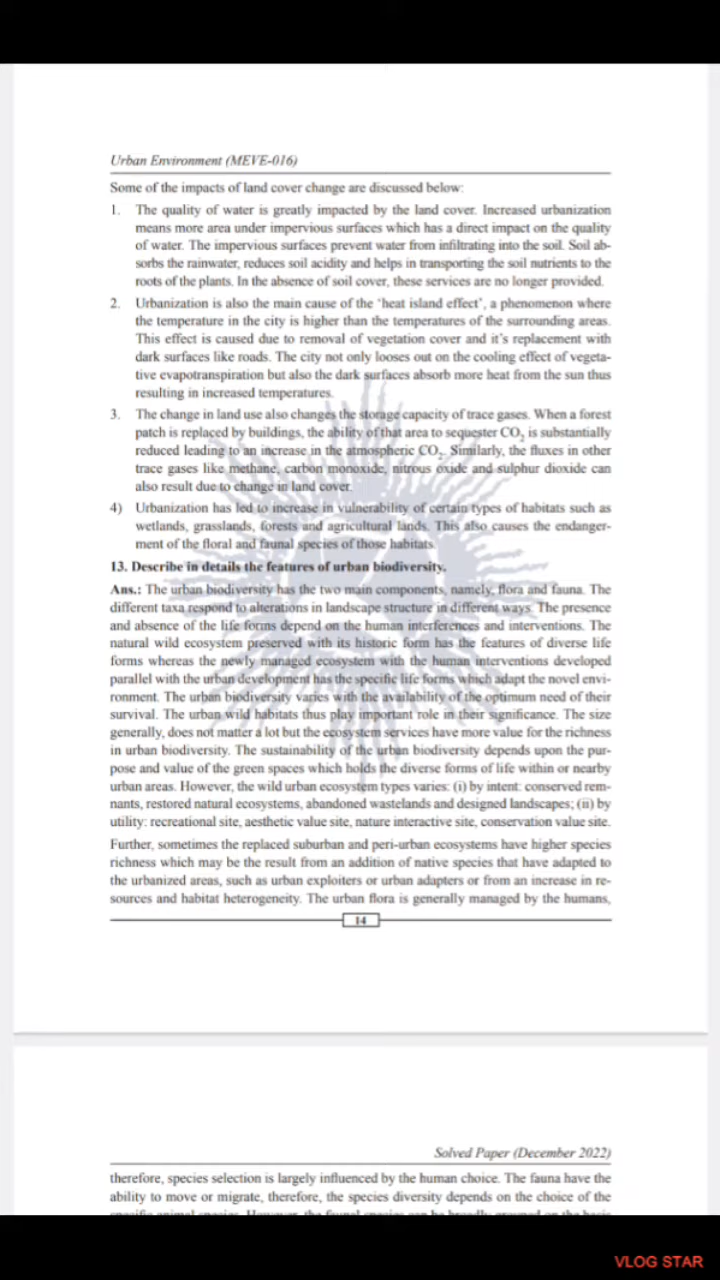 Urban Environment (MEVE-016)
Some of the impacts of land cover change are discussed below:
1. The quality of water is greatly impacted by the land cover. Increased urbanization
means more area under impervious surfaces which has a direct impact on the quality
of water. The impervious surfaces prevent water from infiltrating into the soil. Soil ab-
sorbs the rainwater, reduces soil acidity and helps in transporting the soil nutrients to the
roots of the plants. In the absence of soil cover, these services are no longer provided.
2. Urbanization is also the main cause of the 'heat island effect', a phenomenon where
the temperature in the city is higher than the temperatures of the surrounding areas.
This effect is caused due to removal of vegetation cover and it's replacement with
dark surfaces like roads. The city not only looses out on the cooling effect of vegeta-
tive evapotranspiration but also the dark surfaces absorb more heat from the sun thus
resulting in increased temperatures.
3. The change in land use also changes the storage capacity of trace gases. When a forest
patch is replaced by buildings, the ability of that area to sequester CO₂ is substantially
reduced leading to an increase in the atmospheric CO₂. Similarly, the fluxes in other
trace gases like methane, carbon monoxide, nitrous oxide and sulphur dioxide can
also result due to change in land cover.
4) Urbanization has led to increase in vulnerability of certain types of habitats such as
wetlands, grasslands, forests and agricultural lands. This also causes the endanger-
ment of the floral and faunal species of those habitats.
13. Describe in details the features of urban biodiversity.
Ans.: The urban biodiversity has the two main components, namely, flora and fauna. The
different taxa respond to alterations in landscape structure in different ways. The presence
and absence of the life forms depend on the human interferences and interventions. The
natural wild ecosystem preserved with its historic form has the features of diverse life
forms whereas the newly managed ecosystem with the human interventions developed
parallel with the urban development has the specific life forms which adapt the novel envi-
ronment. The urban biodiversity varies with the availability of the optimum need of their
survival. The urban wild habitats thus play important role in their significance. The size
generally, does not matter a lot but the ecosystem services have more value for the richness
in urban biodiversity. The sustainability of the urban biodiversity depends upon the pur-
pose and value of the green spaces which holds the diverse forms of life within or nearby
urban areas. However, the wild urban ecosystem types varies: (i) by intent: conserved rem-
nants, restored natural ecosystems, abandoned wastelands and designed landscapes; (ii) by
utility: recreational site, aesthetic value site, nature interactive site, conservation value site.
Further, sometimes the replaced suburban and peri-urban ecosystems have higher species
richness which may be the result from an addition of native species that have adapted to
the urbanized areas, such as urban exploiters or urban adapters or from an increase in re-
sources and habitat heterogeneity. The urban flora is generally managed by the humans,
14
Solved Paper (December 2022)
therefore, species selection is largely influenced by the human choice. The fauna have the
ability to move or migrate, therefore, the species diversity depends on the choice of the
VLOG STAR